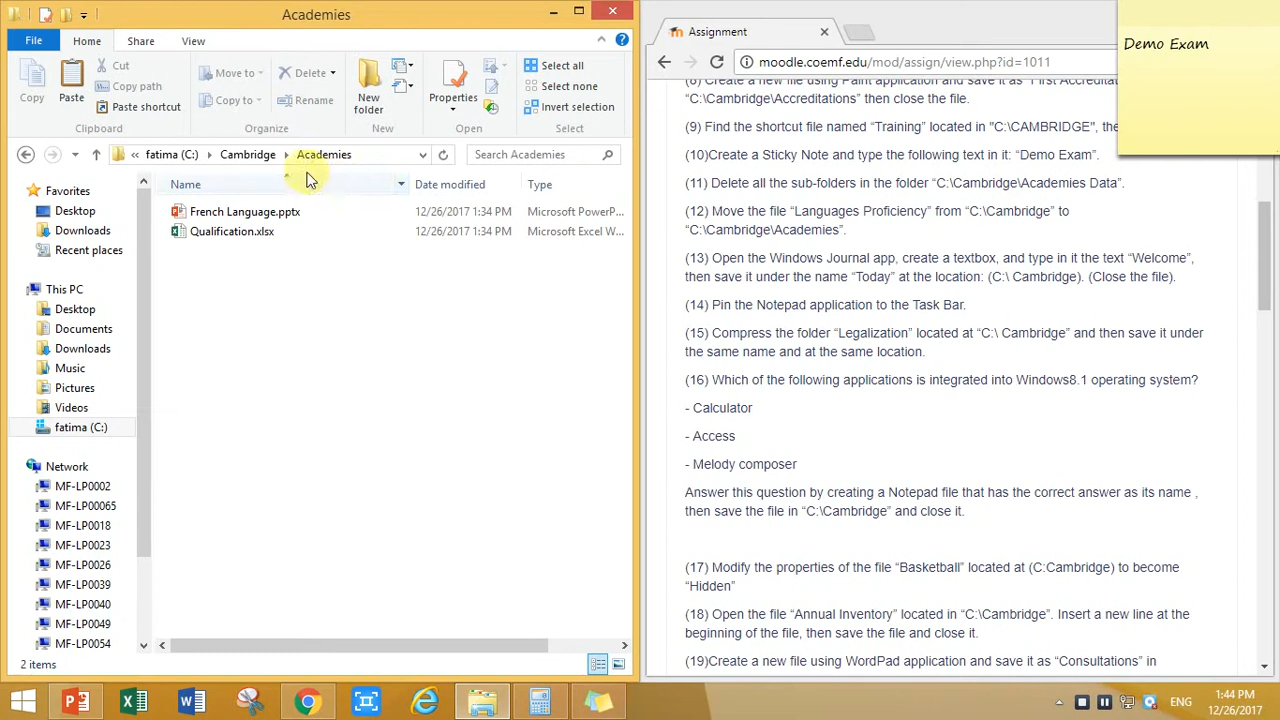 Academies
File Home Share View
Copy
Paste
Cut
Copy path
Paste shortcut
Clipboard
Move to
Copy to
Delete
Rename
Organize
New
folder
New
Properties
Open
Select all
Select none
Invert selection
Select
fatima (C:) Cambridge Academies
Search Academies
Name Date modified Type
French Language.pptx 12/26/2017 1:34 PM Microsoft PowerP...
Qualification.xlsx 12/26/2017 1:34 PM Microsoft Excel W...
Favorites
Desktop
Downloads
Recent places
This PC
Desktop
Documents
Downloads
Music
Pictures
Videos
fatima (C:)
Network
MF-LP0002
MF-LP00065
MF-LP0018
MF-LP0023
MF-LP0026
MF-LP0039
MF-LP0040
MF-LP0049
MF-LP0054
2 items
Assignment
moodle.coemf.edu/mod/assign/view.php?id=1011
Demo Exam
(8) Create a new file using Paint application and save it as “First Accreditat
“C:\Cambridge\Accreditations” then close the file.
(9) Find the shortcut file named “Training” located in "C:\CAMBRIDGE", the
(10)Create a Sticky Note and type the following text in it: “Demo Exam”.
(11) Delete all the sub-folders in the folder “C:\Cambridge\Academies Data”.
(12) Move the file “Languages Proficiency” from “C:\Cambridge” to
“C:\Cambridge\Academies”.
(13) Open the Windows Journal app, create a textbox, and type in it the text “Welcome”,
then save it under the name “Today” at the location: (C:\ Cambridge). (Close the file).
(14) Pin the Notepad application to the Task Bar.
(15) Compress the folder “Legalization” located at “C:\ Cambridge” and then save it under
the same name and at the same location.
(16) Which of the following applications is integrated into Windows8.1 operating system?
- Calculator
- Access
- Melody composer
Answer this question by creating a Notepad file that has the correct answer as its name ,
then save the file in “C:\Cambridge” and close it.
(17) Modify the properties of the file “Basketball” located at (C:Cambridge) to become
“Hidden”
(18) Open the file “Annual Inventory” located in “C:\Cambridge”. Insert a new line at the
beginning of the file, then save the file and close it.
(19)Create a new file using WordPad application and save it as “Consultations” in
ENG
1:44 PM
12/26/2017